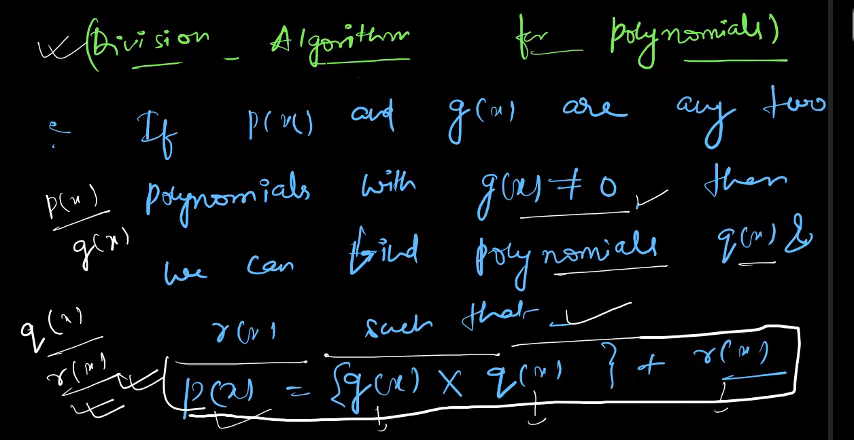 (Division Algorithm for Polynomials)
: If p(x) and g(x) are any two
polynomials with g(x) ≠ 0 then
p(x)
g(x)
we can find polynomials q(x) &
q(x)
r(x)
r(x) such that
p(x) = {g(x) × q(x) } + r(x)